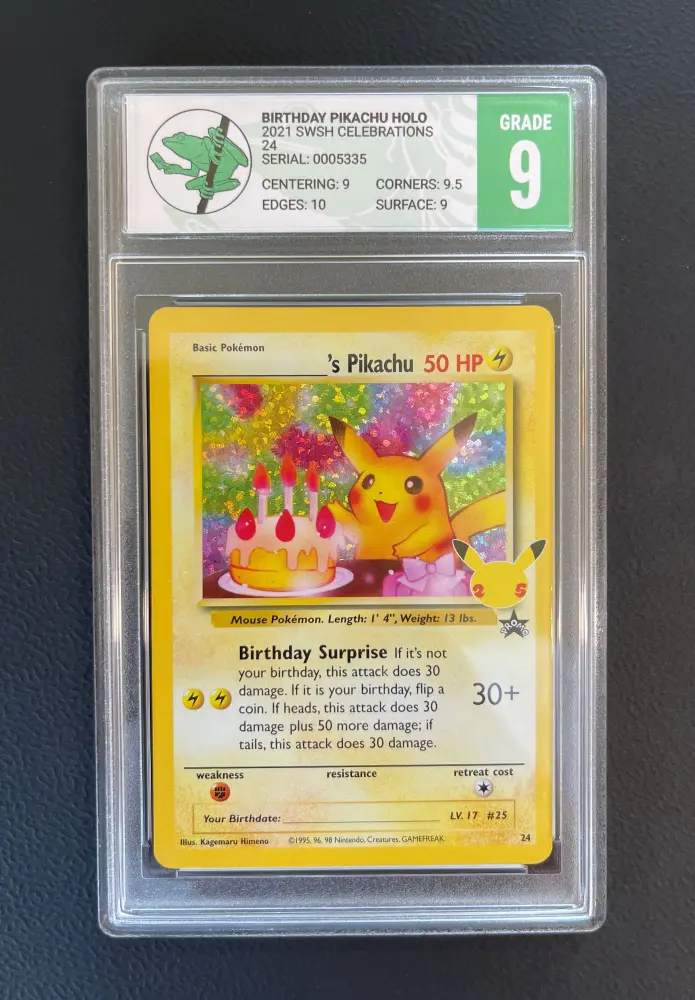 BIRTHDAY PIKACHU HOLO
2021 SWSH CELEBRATIONS
24
SERIAL: 0005335
CENTERING: 9 CORNERS: 9.5
EDGES: 10 SURFACE: 9
GRADE
9
Basic Pokémon
____________'s Pikachu 50 HP
25
PROMO
Mouse Pokémon. Length: 1' 4", Weight: 13 lbs.
Birthday Surprise If it's not
your birthday, this attack does 30
damage. If it is your birthday, flip a
coin. If heads, this attack does 30
damage plus 50 more damage; if
tails, this attack does 30 damage.
30+
weakness resistance retreat cost
Your Birthdate: ____________ LV. 17 #25
Illus. Kagemaru Himeno ©1995, 96, 98 Nintendo, Creatures, GAMEFREAK. 24